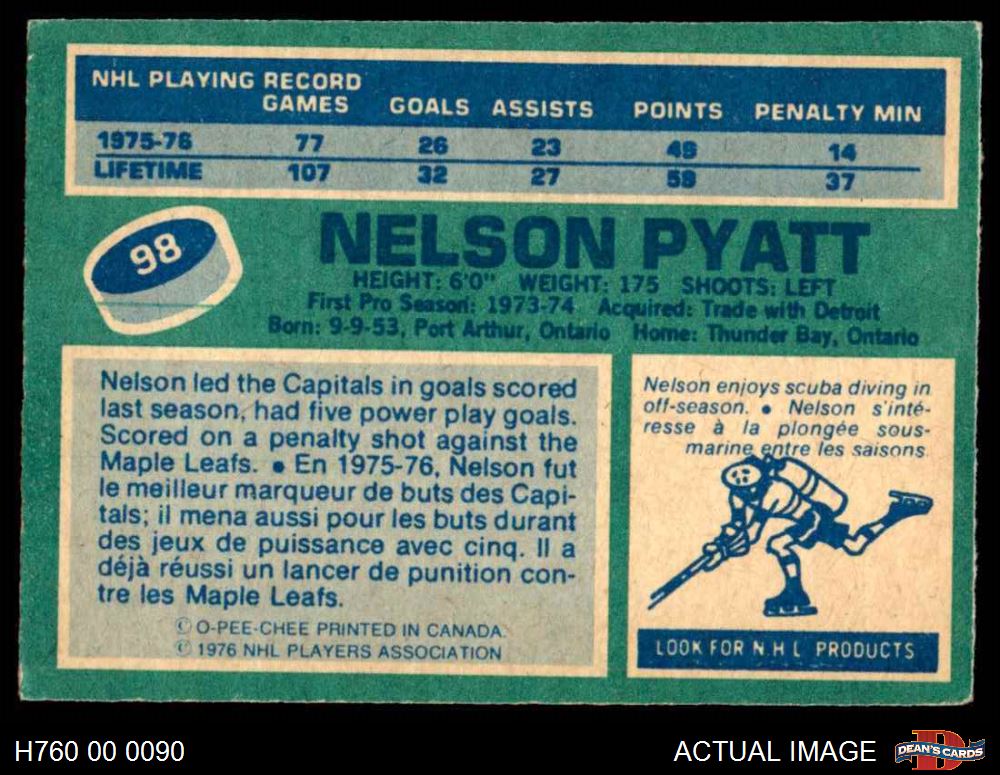 NHL PLAYING RECORD
GAMES GOALS ASSISTS POINTS PENALTY MIN
1975-76 77 26 23 49 14
LIFETIME 107 32 27 59 37
98
NELSON PYATT
HEIGHT: 6'0" WEIGHT: 175 SHOOTS: LEFT
First Pro Season: 1973-74 Acquired: Trade with Detroit
Born: 9-9-53, Port Arthur, Ontario Home: Thunder Bay, Ontario
Nelson led the Capitals in goals scored
last season, had five power play goals.
Scored on a penalty shot against the
Maple Leafs. • En 1975-76, Nelson fut
le meilleur marqueur de buts des Capi-
tals; il mena aussi pour les buts durant
des jeux de puissance avec cinq. Il a
déjà réussi un lancer de punition con-
tre les Maple Leafs.
© O-PEE-CHEE PRINTED IN CANADA.
© 1976 NHL PLAYERS ASSOCIATION
Nelson enjoys scuba diving in
off-season. • Nelson s'inté-
resse à la plongée sous-
marine entre les saisons.
LOOK FOR NHL PRODUCTS
H760 00 0090
ACTUAL IMAGE
D
DEAN'S CARDS